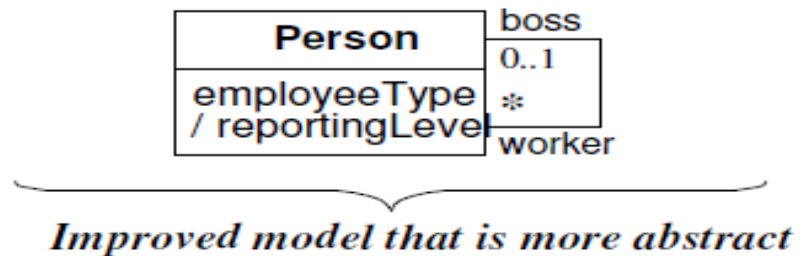 Person
boss
0..1
employeeType
*
/ reportingLevel
worker
Improved model that is more abstract